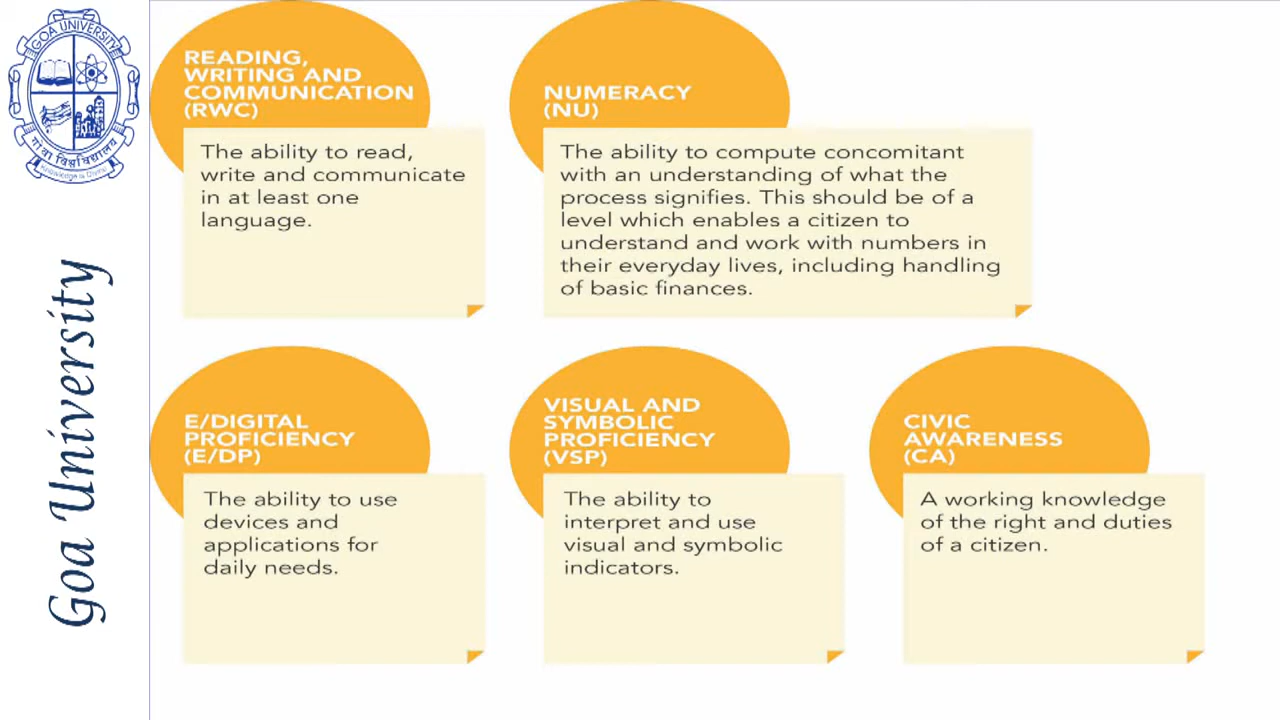 GOA UNIVERSITY
गोंवा विश्वविद्यालय
Knowledge is Divine
Goa University
READING,
WRITING AND
COMMUNICATION
(RWC)
The ability to read,
write and communicate
in at least one
language.
NUMERACY
(NU)
The ability to compute concomitant
with an understanding of what the
process signifies. This should be of a
level which enables a citizen to
understand and work with numbers in
their everyday lives, including handling
of basic finances.
E/DIGITAL
PROFICIENCY
(E/DP)
The ability to use
devices and
applications for
daily needs.
VISUAL AND
SYMBOLIC
PROFICIENCY
(VSP)
The ability to
interpret and use
visual and symbolic
indicators.
CIVIC
AWARENESS
(CA)
A working knowledge
of the right and duties
of a citizen.